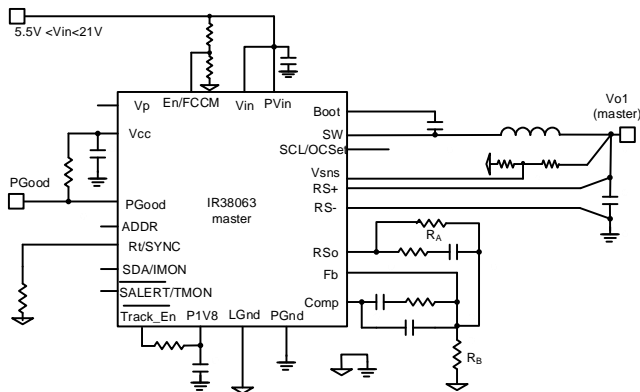 5.5V <Vin<21V
Vp
En/FCCM
Vin
PVin
Boot
Vo1
(master)
Vcc
SW
SCL/OCSet
Vsns
PGood
RS+
PGood
IR38063
master
RS-
ADDR
RA
Rt/SYNC
RSo
SDA/IMON
Fb
SALERT/TMON
Comp
Track_En
P1V8
LGnd
PGnd
RB